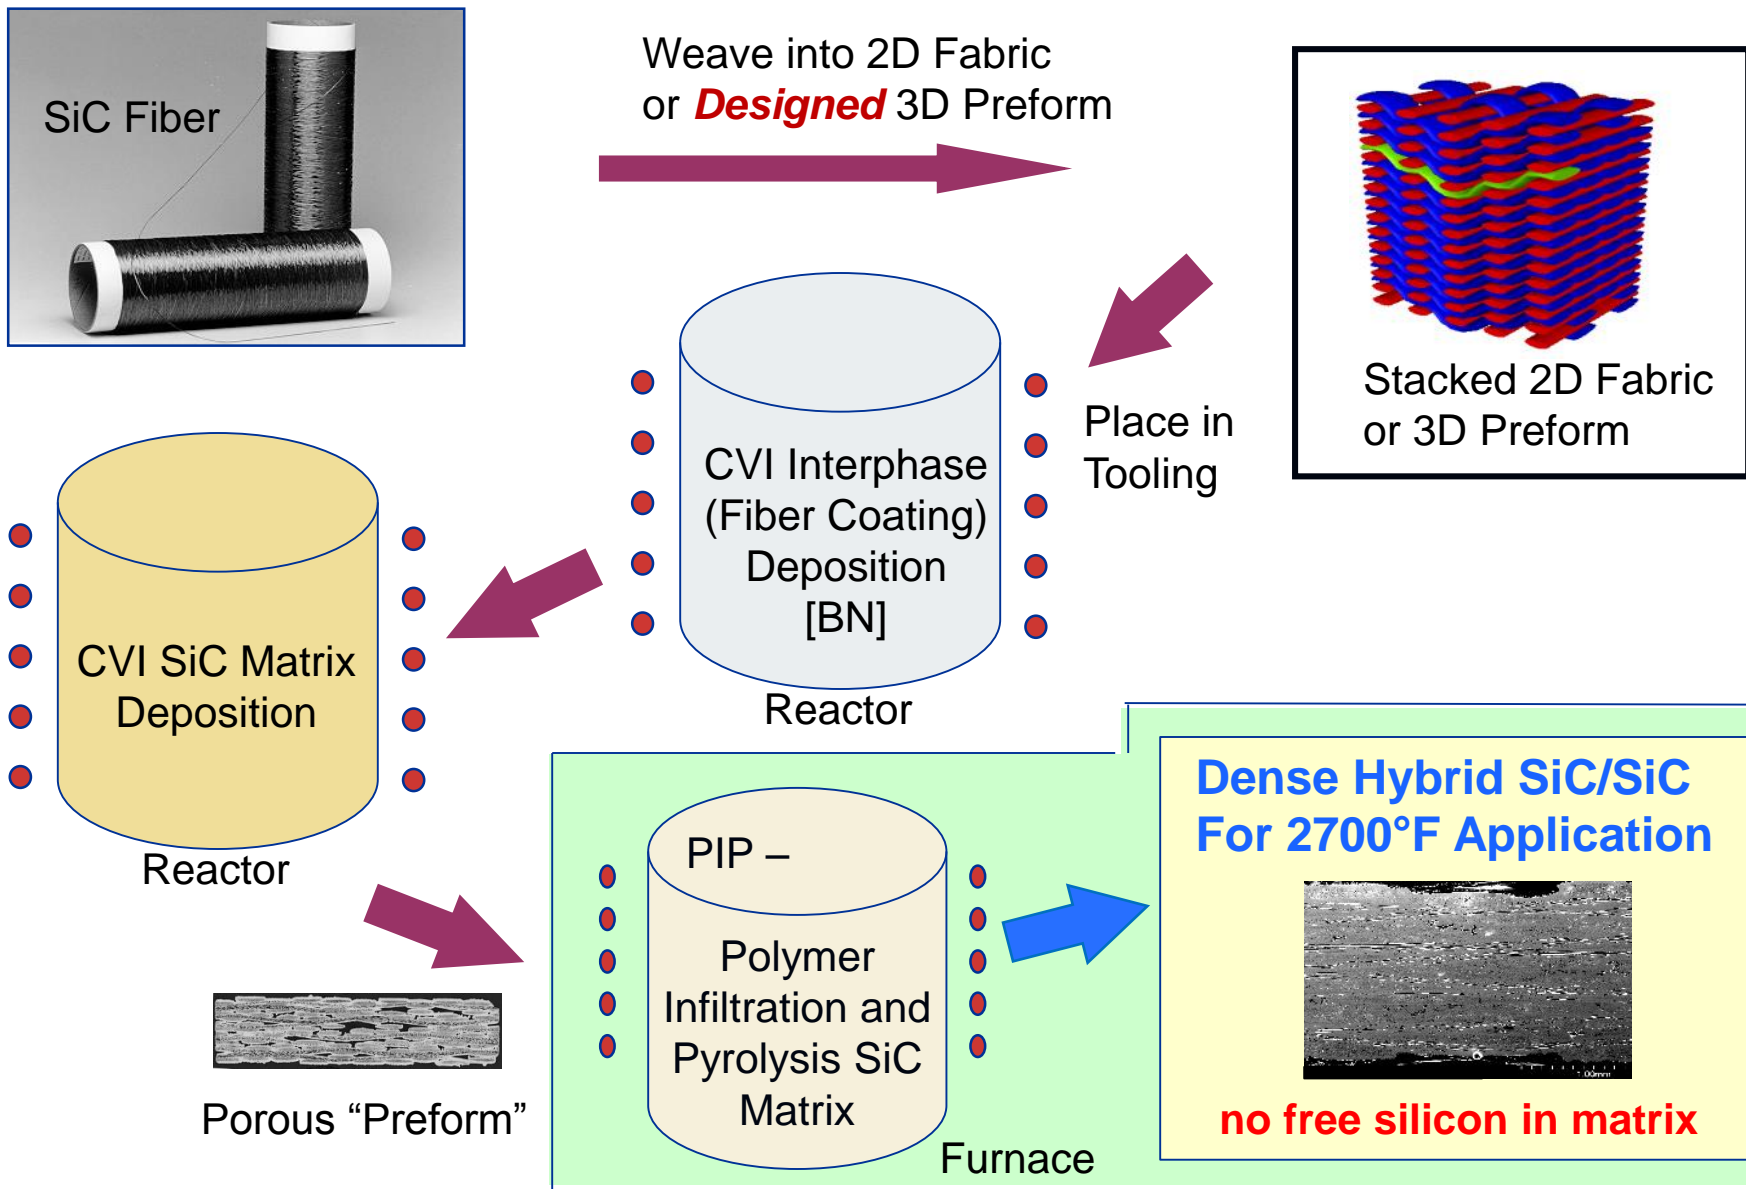 SiC Fiber
Weave into 2D Fabric
or Designed 3D Preform
Stacked 2D Fabric
or 3D Preform
Place in
Tooling
CVI Interphase
(Fiber Coating)
Deposition
[BN]
Reactor
CVI SiC Matrix
Deposition
Reactor
Porous “Preform”
PIP –
Polymer
Infiltration and
Pyrolysis SiC
Matrix
Furnace
Dense Hybrid SiC/SiC
For 2700°F Application
1.00mm
no free silicon in matrix